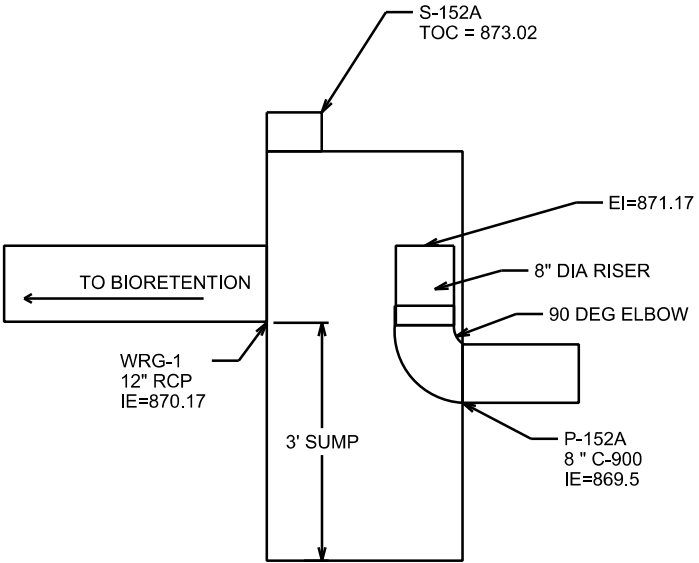 S-152A
TOC = 873.02
EI=871.17
8" DIA RISER
TO BIORETENTION
90 DEG ELBOW
WRG-1
12" RCP
IE=870.17
3' SUMP
P-152A
8 " C-900
IE=869.5